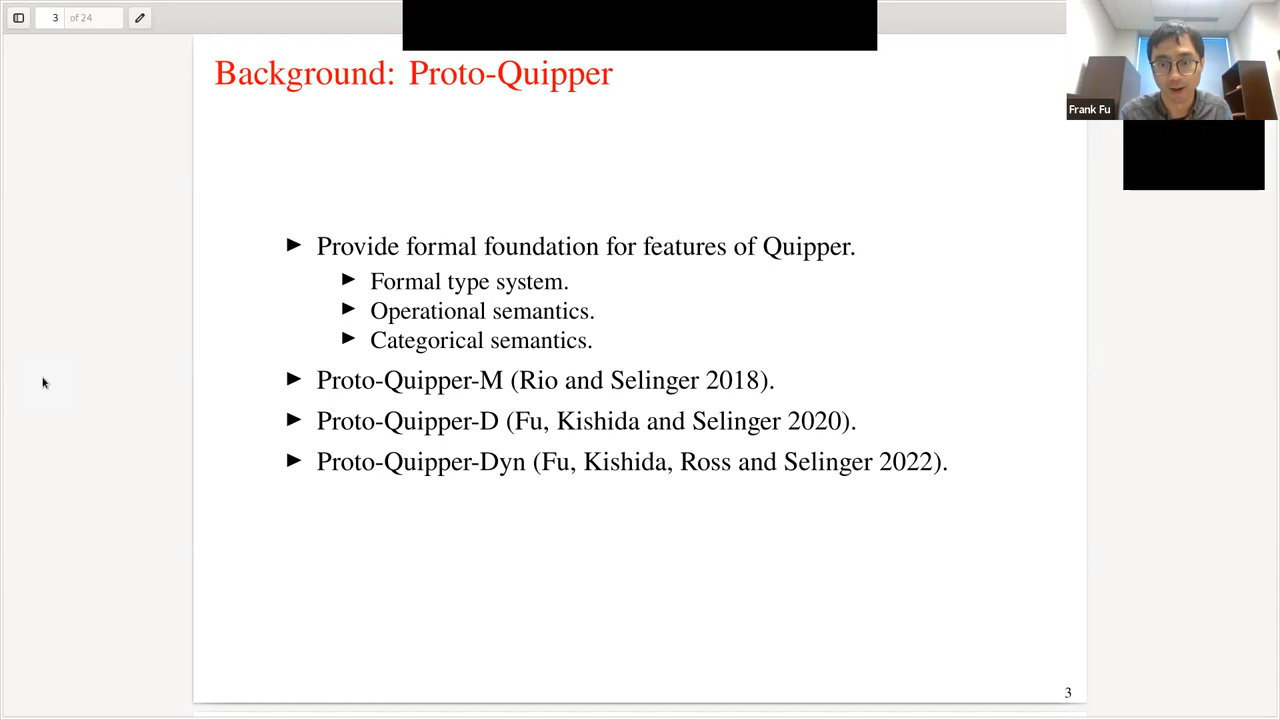 3 of 24
Background: Proto-Quipper
Frank Fu
► Provide formal foundation for features of Quipper.
► Formal type system.
► Operational semantics.
► Categorical semantics.
► Proto-Quipper-M (Rio and Selinger 2018).
► Proto-Quipper-D (Fu, Kishida and Selinger 2020).
► Proto-Quipper-Dyn (Fu, Kishida, Ross and Selinger 2022).
3